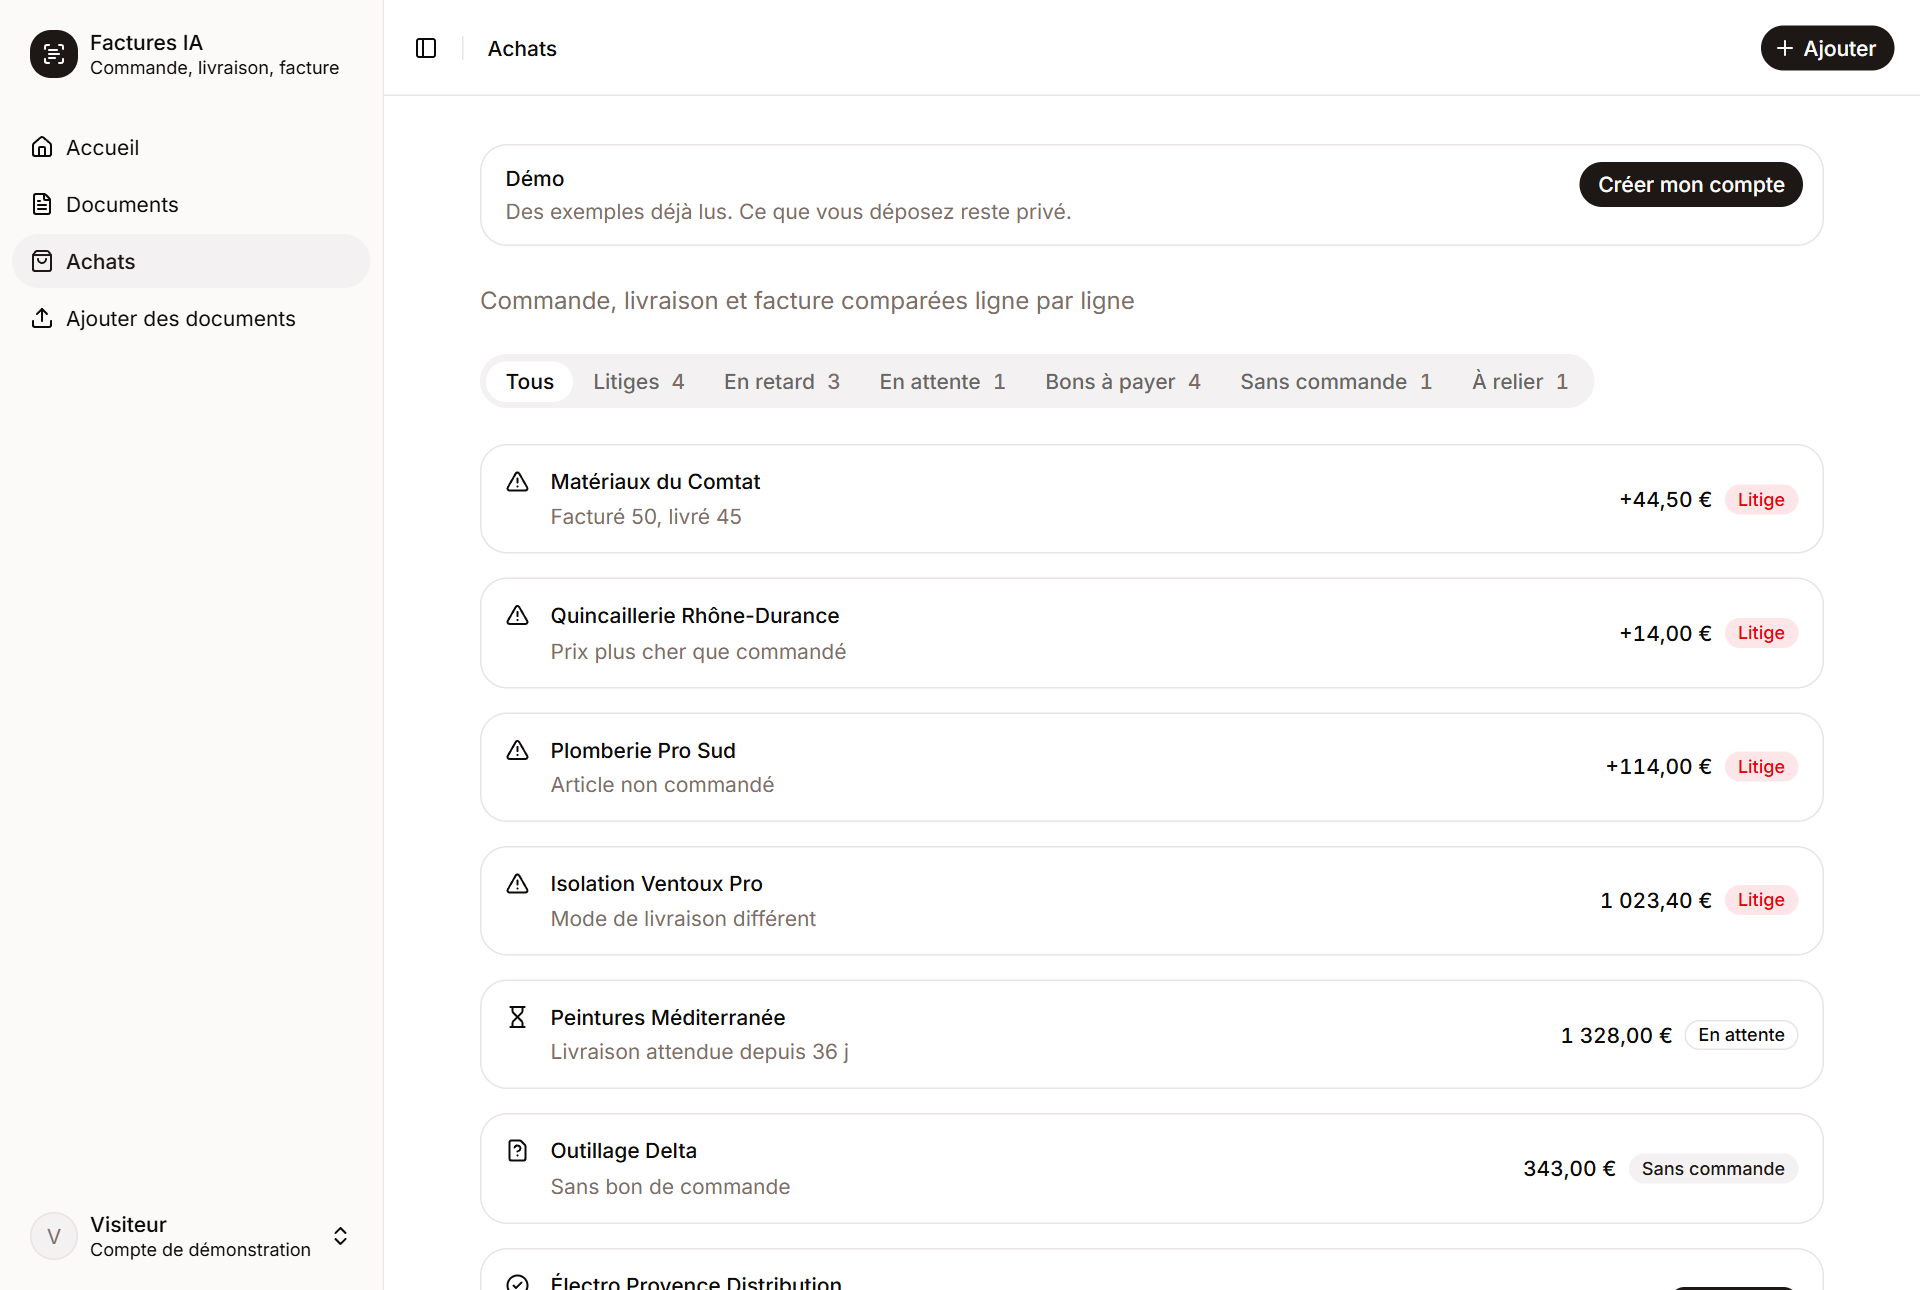 Factures IA
Commande, livraison, facture
Accueil
Documents
Achats
Ajouter des documents
V
Visiteur
Compte de démonstration
Achats
Ajouter
Démo
Des exemples déjà lus. Ce que vous déposez reste privé.
Créer mon compte
Commande, livraison et facture comparées ligne par ligne
Tous Litiges 4 En retard 3 En attente 1 Bons à payer 4 Sans commande 1 À relier 1
Matériaux du Comtat
Facturé 50, livré 45
+44,50 € Litige
Quincaillerie Rhône-Durance
Prix plus cher que commandé
+14,00 € Litige
Plomberie Pro Sud
Article non commandé
+114,00 € Litige
Isolation Ventoux Pro
Mode de livraison différent
1 023,40 € Litige
Peintures Méditerranée
Livraison attendue depuis 36 j
1 328,00 € En attente
Outillage Delta
Sans bon de commande
343,00 € Sans commande
Électro Provence Distribution